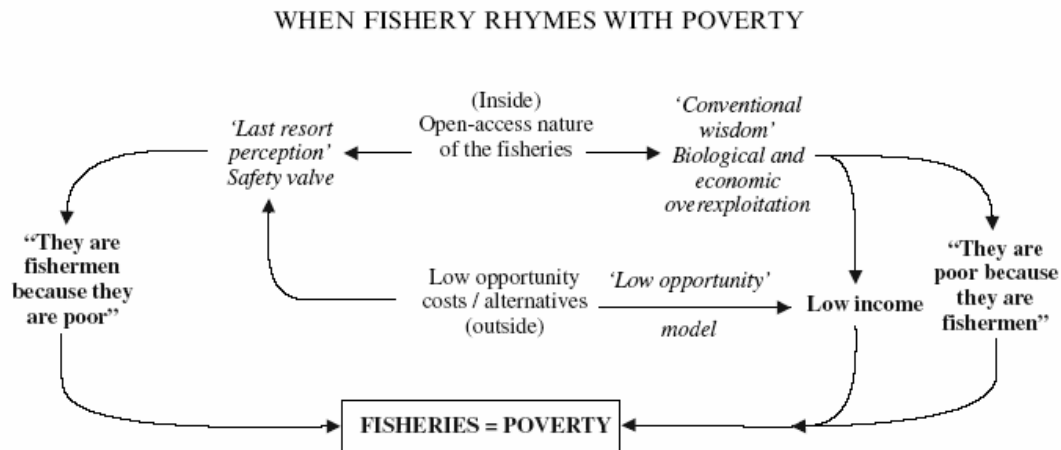 WHEN FISHERY RHYMES WITH POVERTY
(Inside)
Open-access nature
of the fisheries
‘Last resort
perception’
Safety valve
‘Conventional
wisdom’
Biological and
economic
overexploitation
“They are
fishermen
because they
are poor”
Low opportunity
costs / alternatives
(outside)
‘Low opportunity’
model
Low income
“They are
poor because
they are
fishermen”
FISHERIES = POVERTY